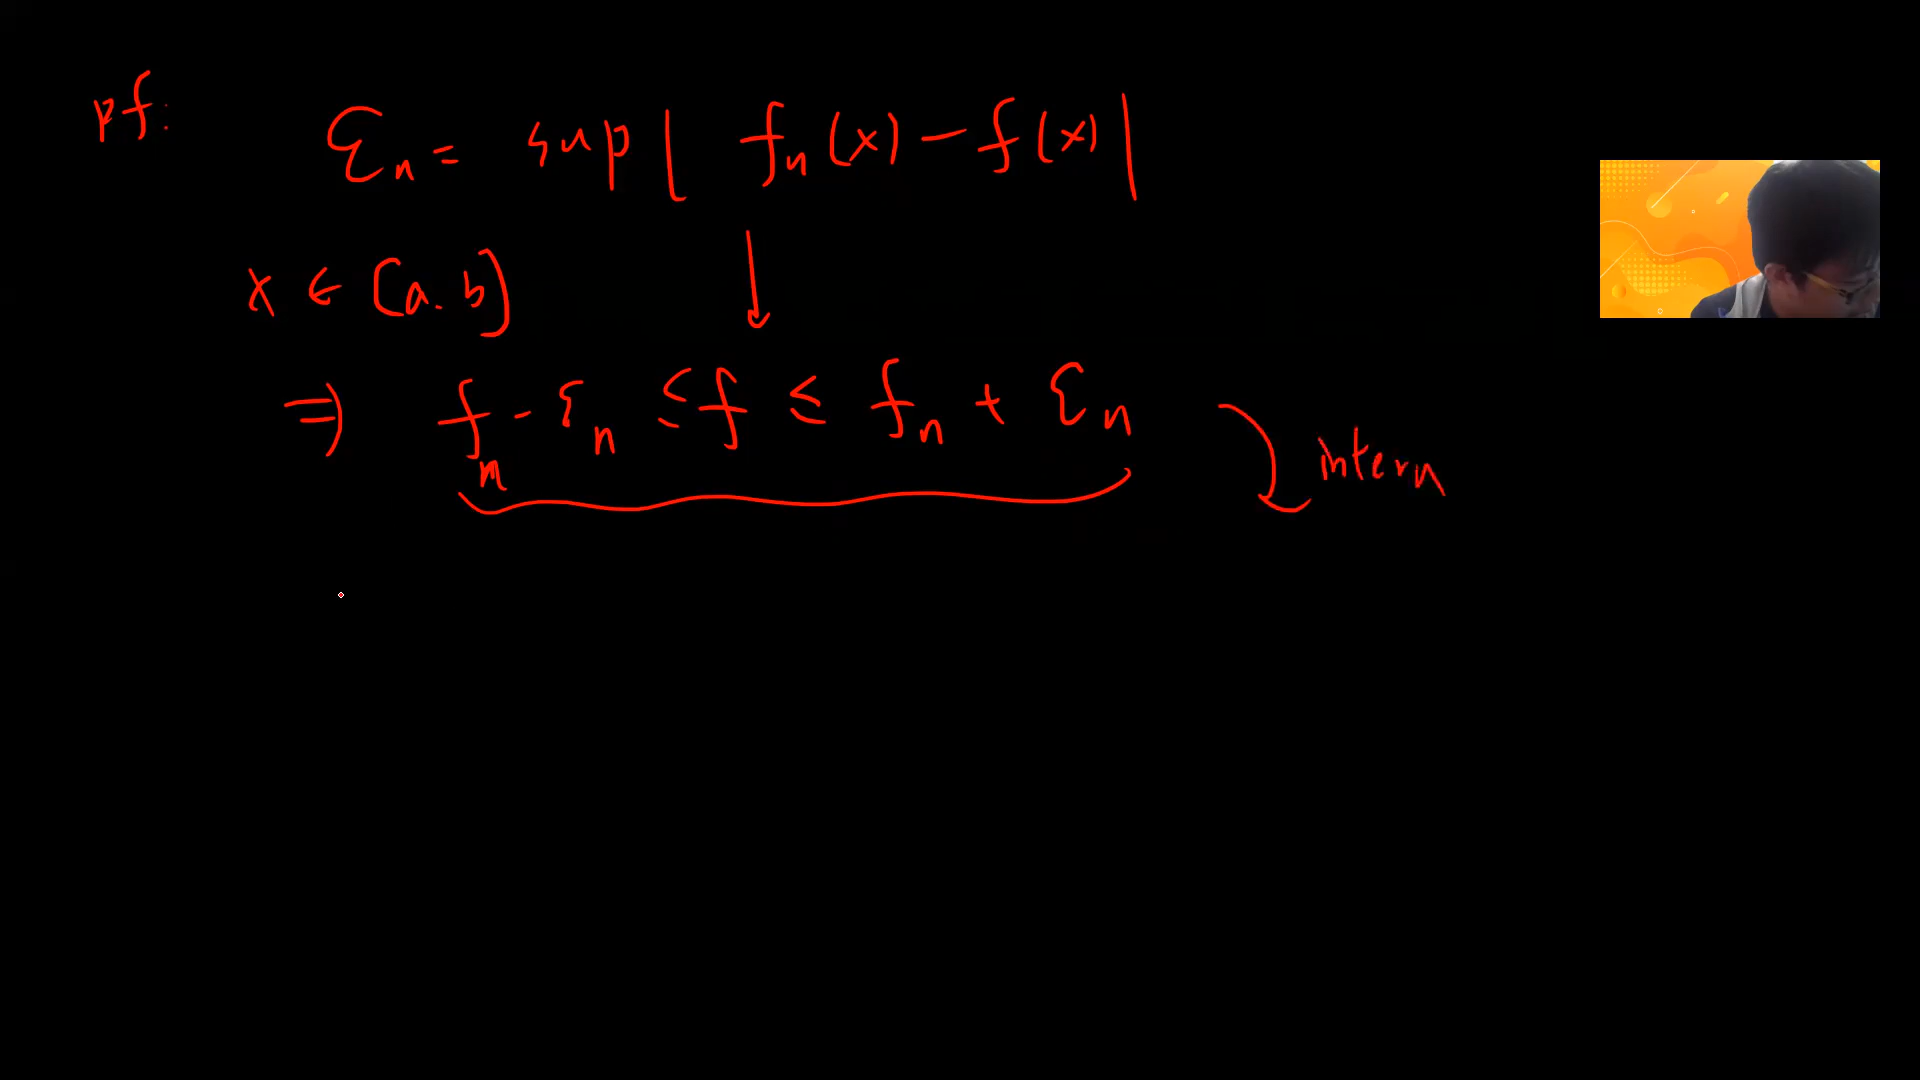 pf:
εn = sup | fn(x) − f(x) |
x ∈ [a.b]
↓
⇒ fn - εn ≤ f ≤ fn + εn
intern